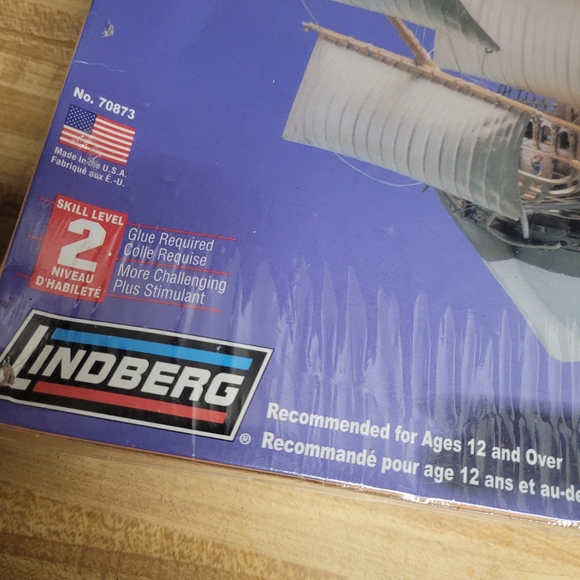 No. 70873
Made in the U.S.A.
Fabriqué aux É.-U.
SKILL LEVEL
2
NIVEAU
D'HABILETÉ
Glue Required
Colle Requise
More Challenging
Plus Stimulant
LINDBERG
®
Recommended for Ages 12 and Over
Recommandé pour age 12 ans et au-de